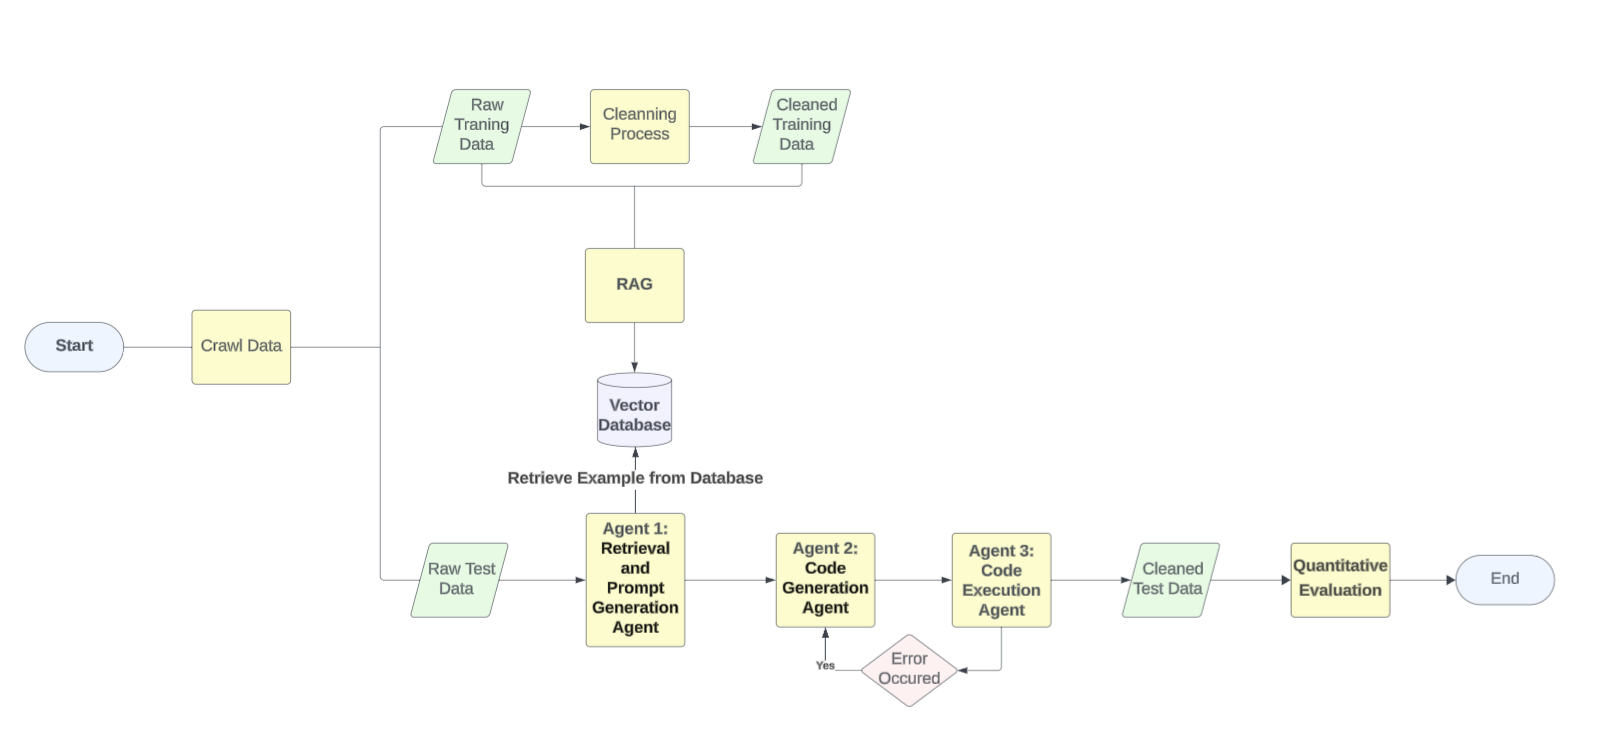 Raw
Traning
Data
Cleanning
Process
Cleaned
Training
Data
RAG
Start
Crawl Data
Vector
Database
Retrieve Example from Database
Raw Test
Data
Agent 1:
Retrieval
and
Prompt
Generation
Agent
Agent 2:
Code
Generation
Agent
Agent 3:
Code
Execution
Agent
Cleaned
Test Data
Quantitative
Evaluation
End
Yes
Error
Occured